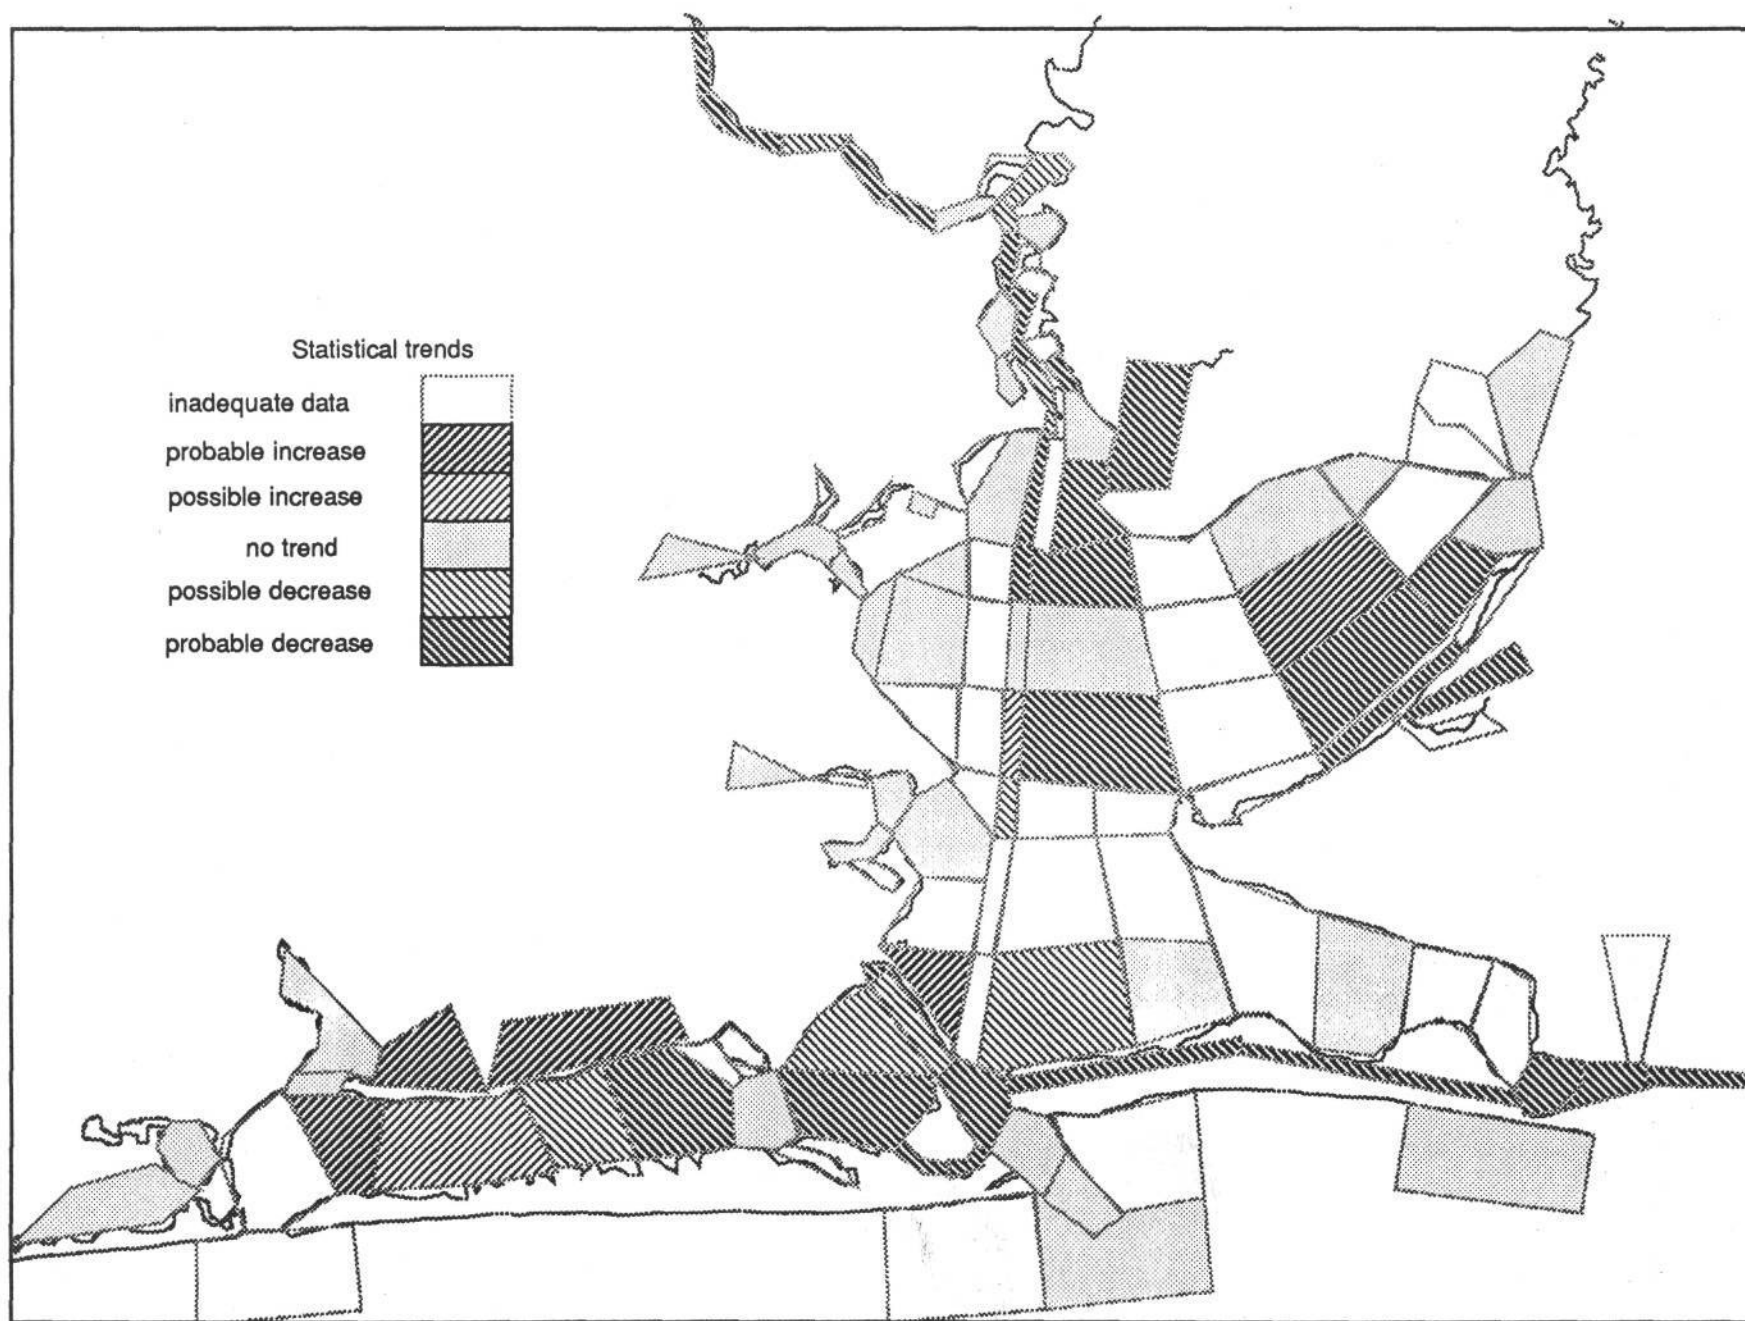 Statistical trends
inadequate data
probable increase
possible increase
no trend
possible decrease
probable decrease